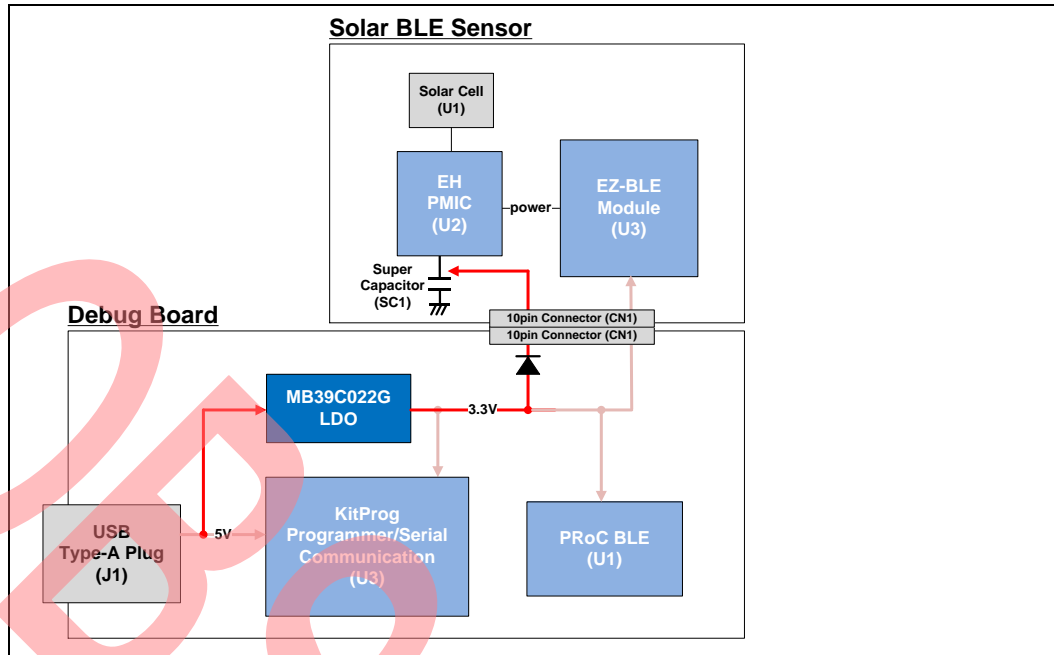 Solar BLE Sensor
Solar Cell
(U1)
EH
PMIC
(U2)
power
EZ-BLE
Module
(U3)
Super
Capacitor
(SC1)
10pin Connector (CN1)
Debug Board
10pin Connector (CN1)
MB39C022G
LDO
3.3V
USB
Type-A Plug
(J1)
5V
KitProg
Programmer/Serial
Communication
(U3)
PRoC BLE
(U1)